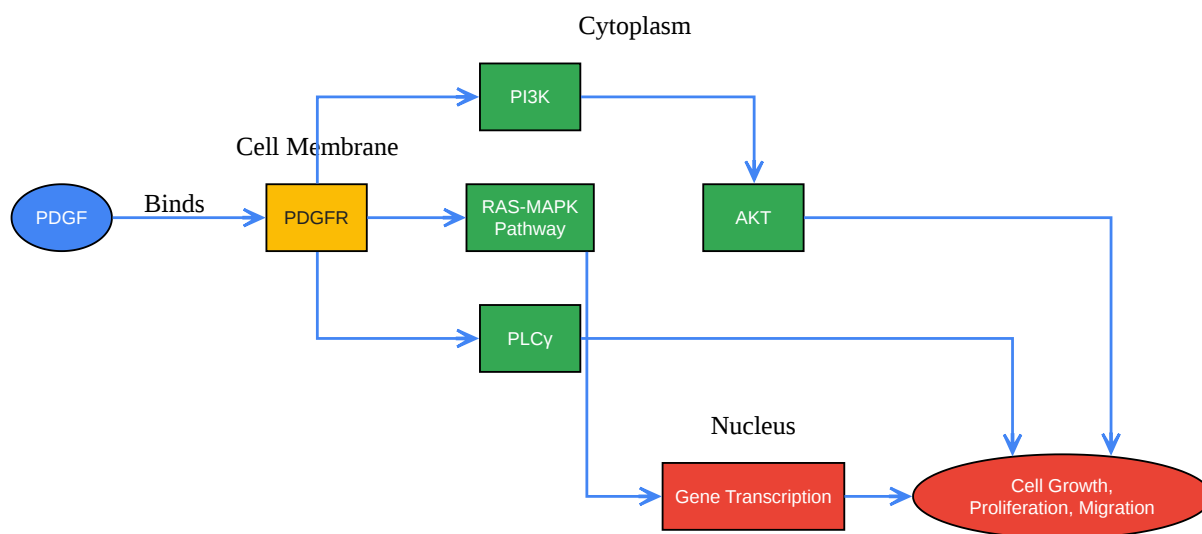 Cytoplasm
PI3K
Cell Membrane
PDGF
Binds
PDGFR
RAS-MAPK
Pathway
AKT
PLCγ
Nucleus
Gene Transcription
Cell Growth,
Proliferation, Migration